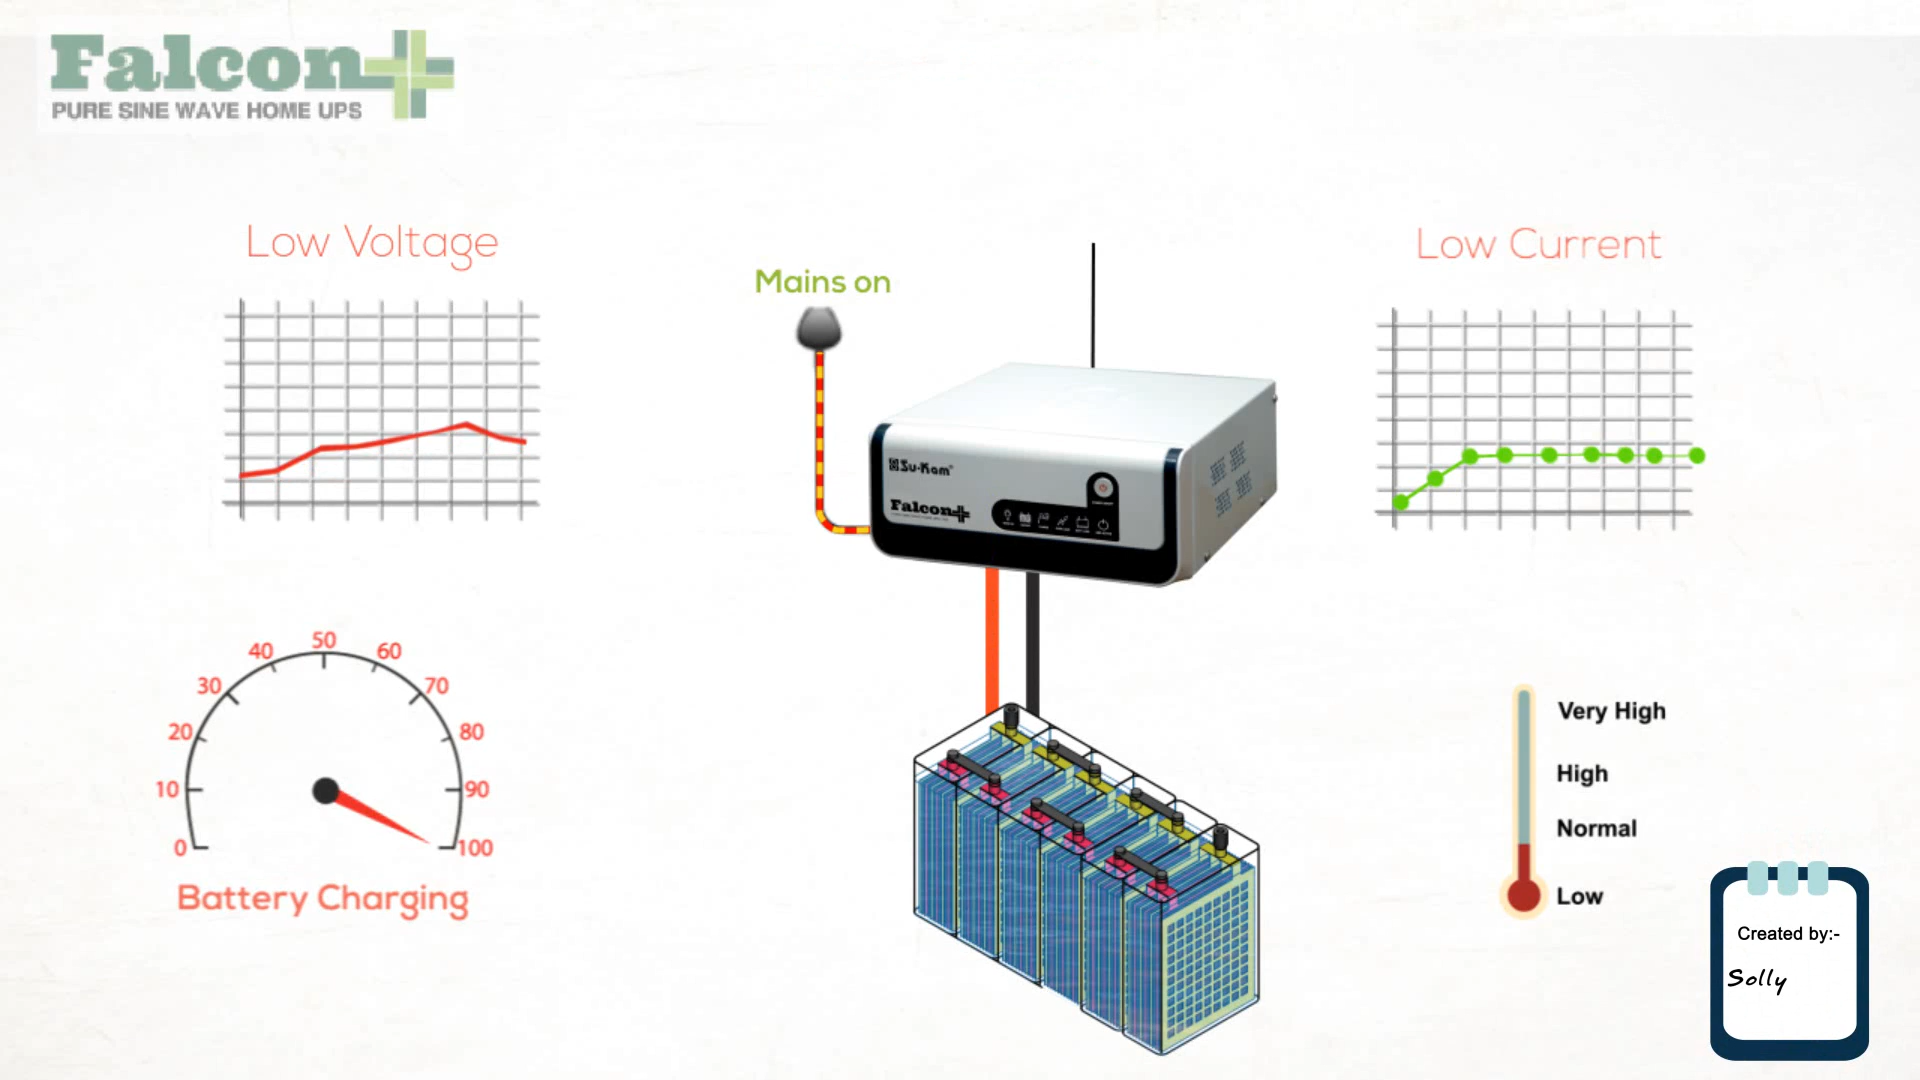 Falcon
PURE SINE WAVE HOME UPS
Low Voltage
Mains on
Low Current
Su-Kam
Falcon
50
40
60
30
70
20
80
10
90
0
100
Battery Charging
Very High
High
Normal
Low
Created by:-
Solly